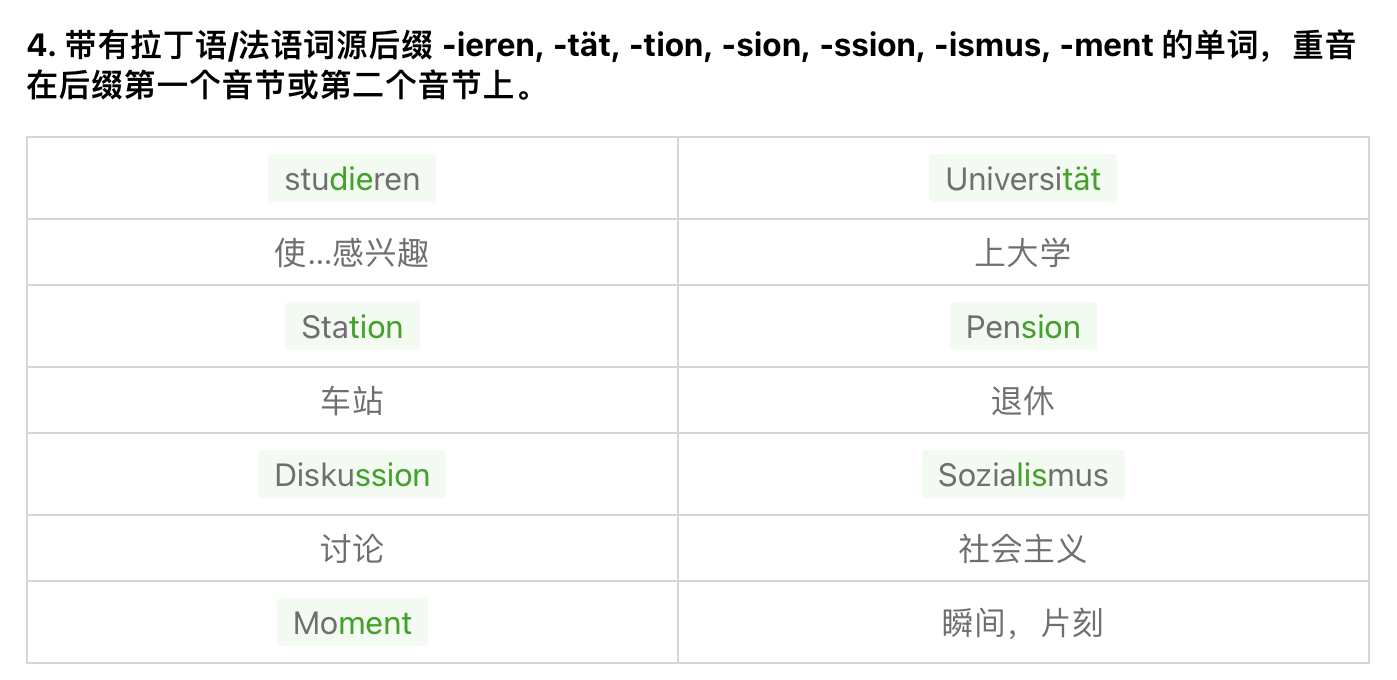 4. 带有拉丁语/法语词源后缀 -ieren, -tät, -tion, -sion, -ssion, -ismus, -ment 的单词，重音
在后缀第一个音节或第二个音节上。
studieren
Universität
使...感兴趣
上大学
Station
Pension
车站
退休
Diskussion
Sozialismus
讨论
社会主义
Moment
瞬间，片刻